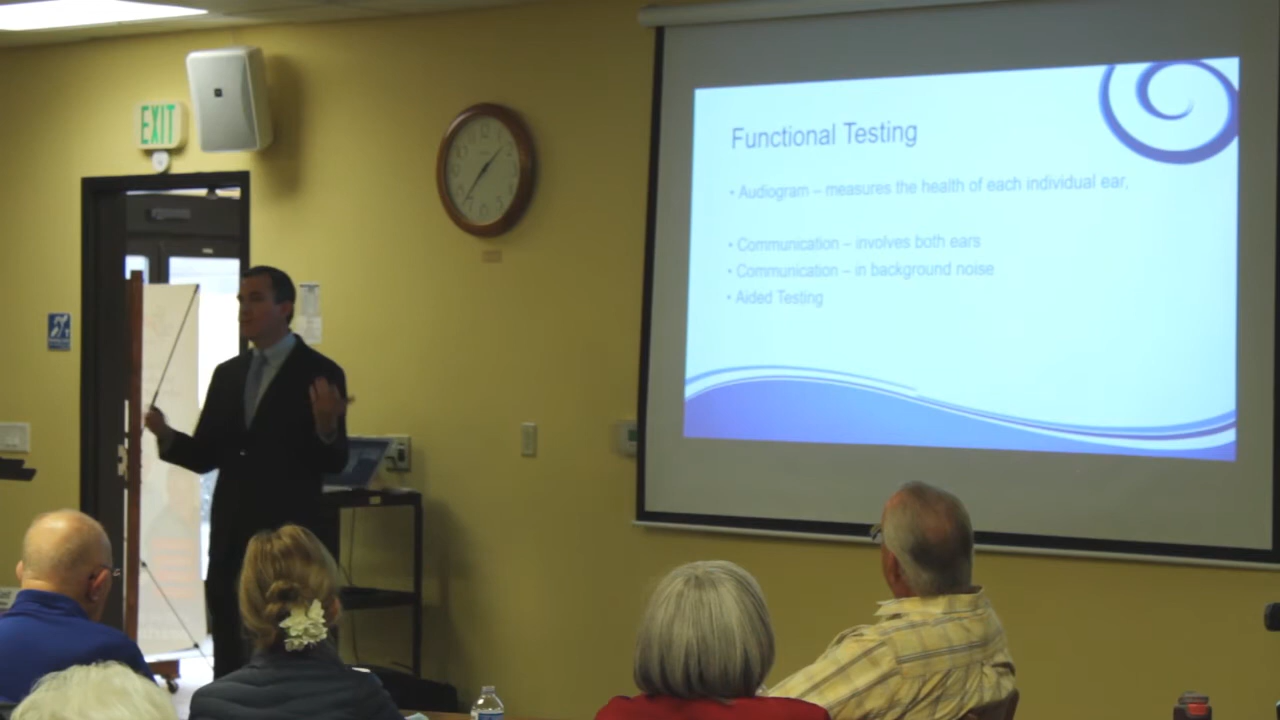 EXIT
Functional Testing
• Audiogram – measures the health of each individual ear,
• Communication – involves both ears
• Communication – in background noise
• Aided Testing